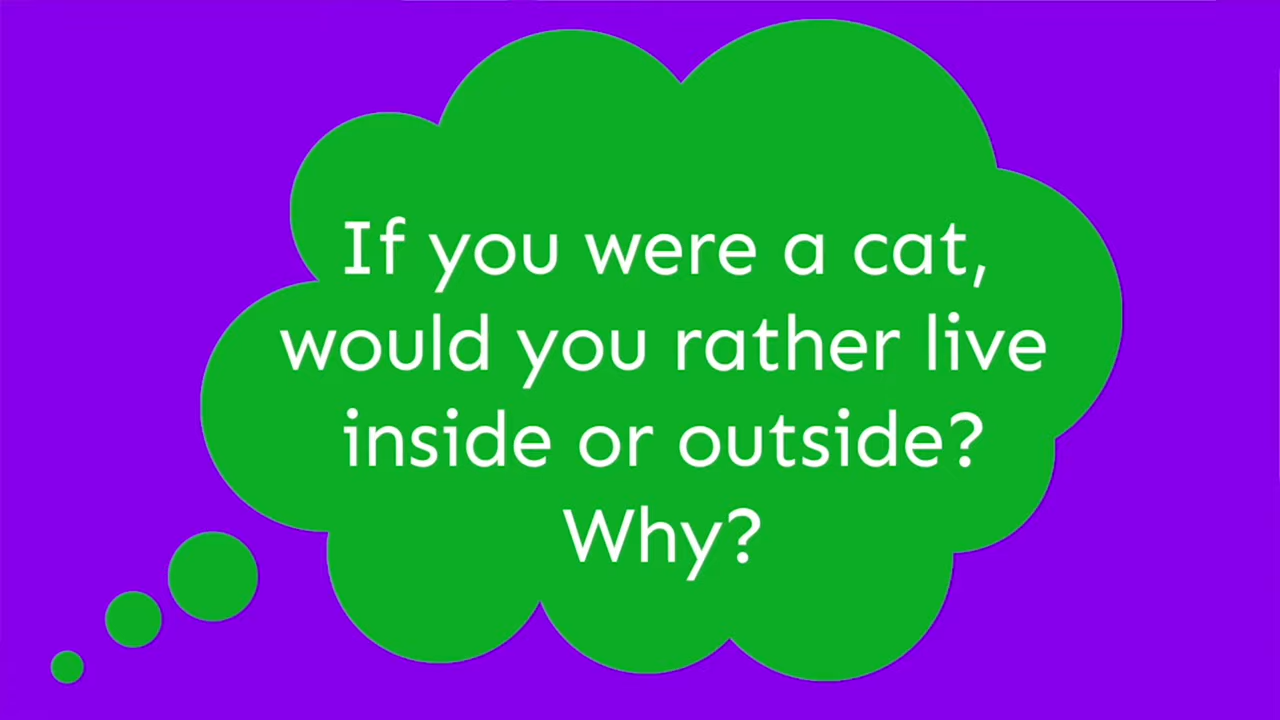 If you were a cat,
would you rather live
inside or outside?
Why?